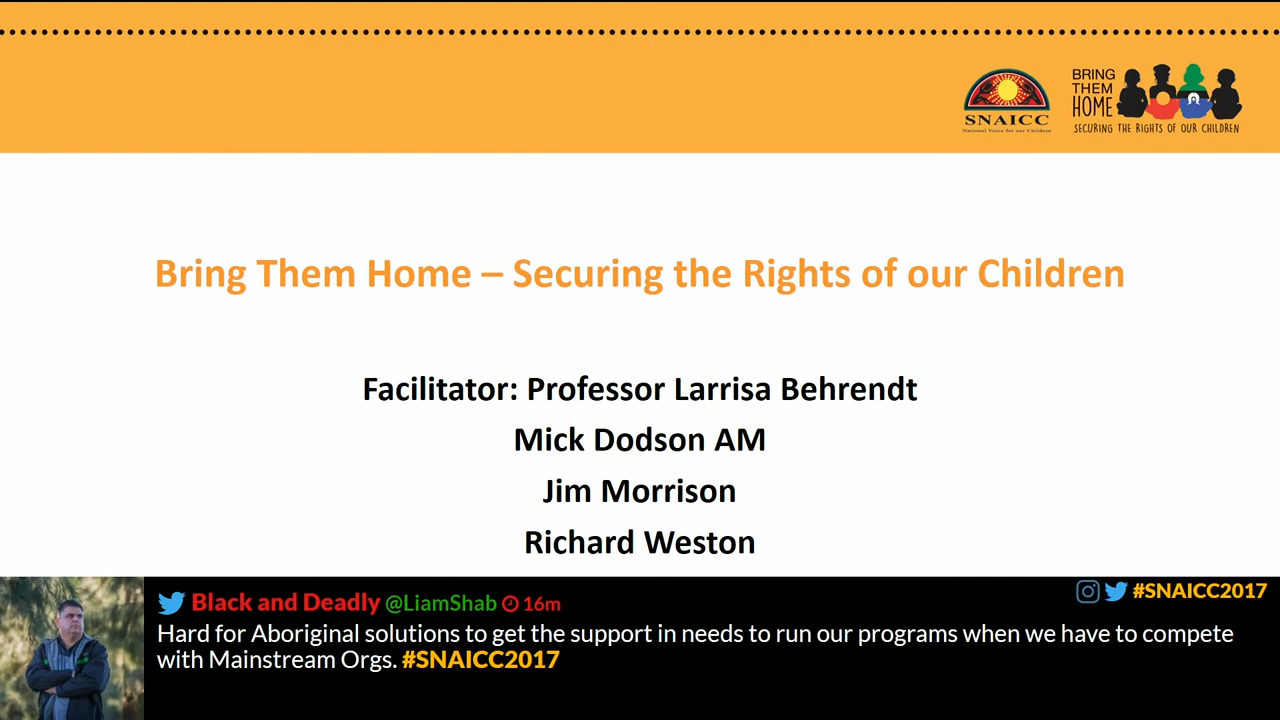 SNAICC
National Voice for our Children
BRING
THEM
HOME
SECURING THE RIGHTS OF OUR CHILDREN
Bring Them Home – Securing the Rights of our Children
Facilitator: Professor Larrisa Behrendt
Mick Dodson AM
Jim Morrison
Richard Weston
Black and Deadly @LiamShab 16m
#SNAICC2017
Hard for Aboriginal solutions to get the support in needs to run our programs when we have to compete
with Mainstream Orgs. #SNAICC2017